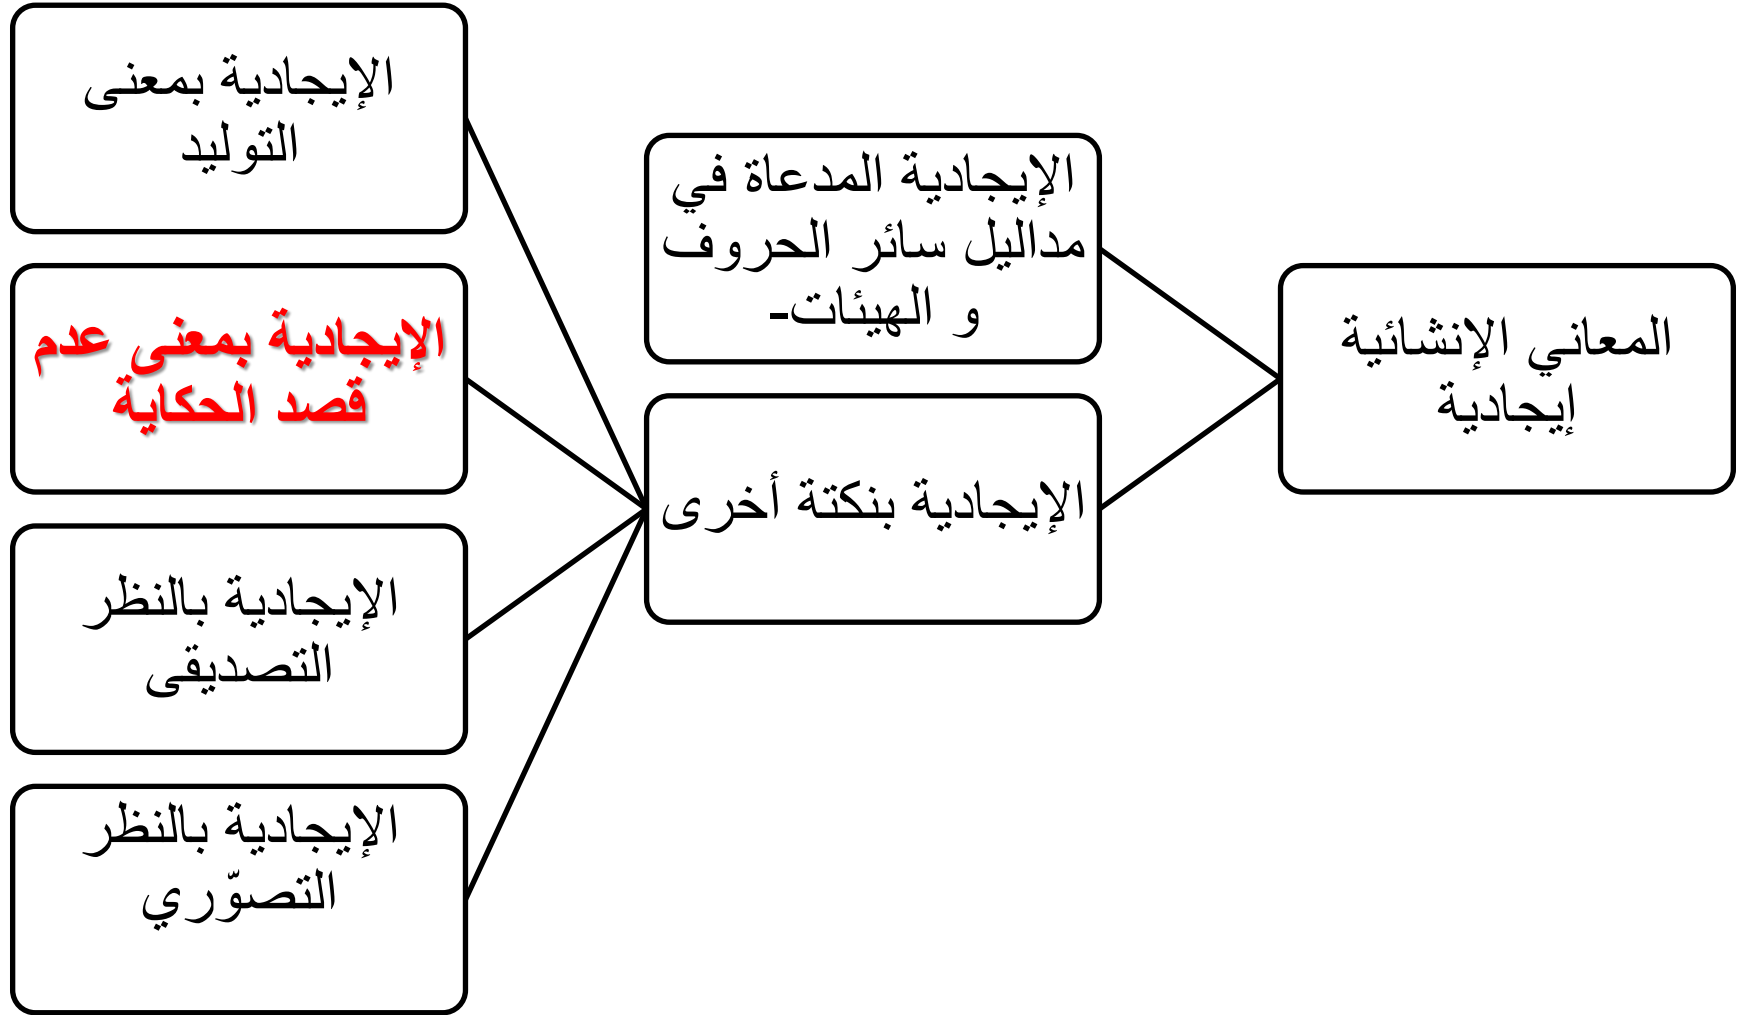 المعاني الإنشائية
إيجادية
الإيجادية المدعاة في
مداليل سائر الحروف
و الهيئات-
الإيجادية بنكتة أخرى
الإيجادية بمعنى
التوليد
الإيجادية بمعنى عدم
قصد الحكاية
الإيجادية بالنظر
التصديقى
الإيجادية بالنظر
التصوّري